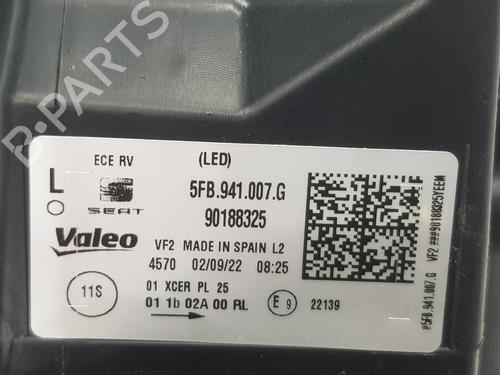 ECE RV (LED)
L SEAT 5FB.941.007.G
90188325
Valeo VF2 MADE IN SPAIN L2
4570 02/09/22 08:25
11S 01 XCER PL 25
01 1b 02A 00 RL E 9 22139
#5FB.941.007.G VF2 ###90188325YEEM
B-PARTS